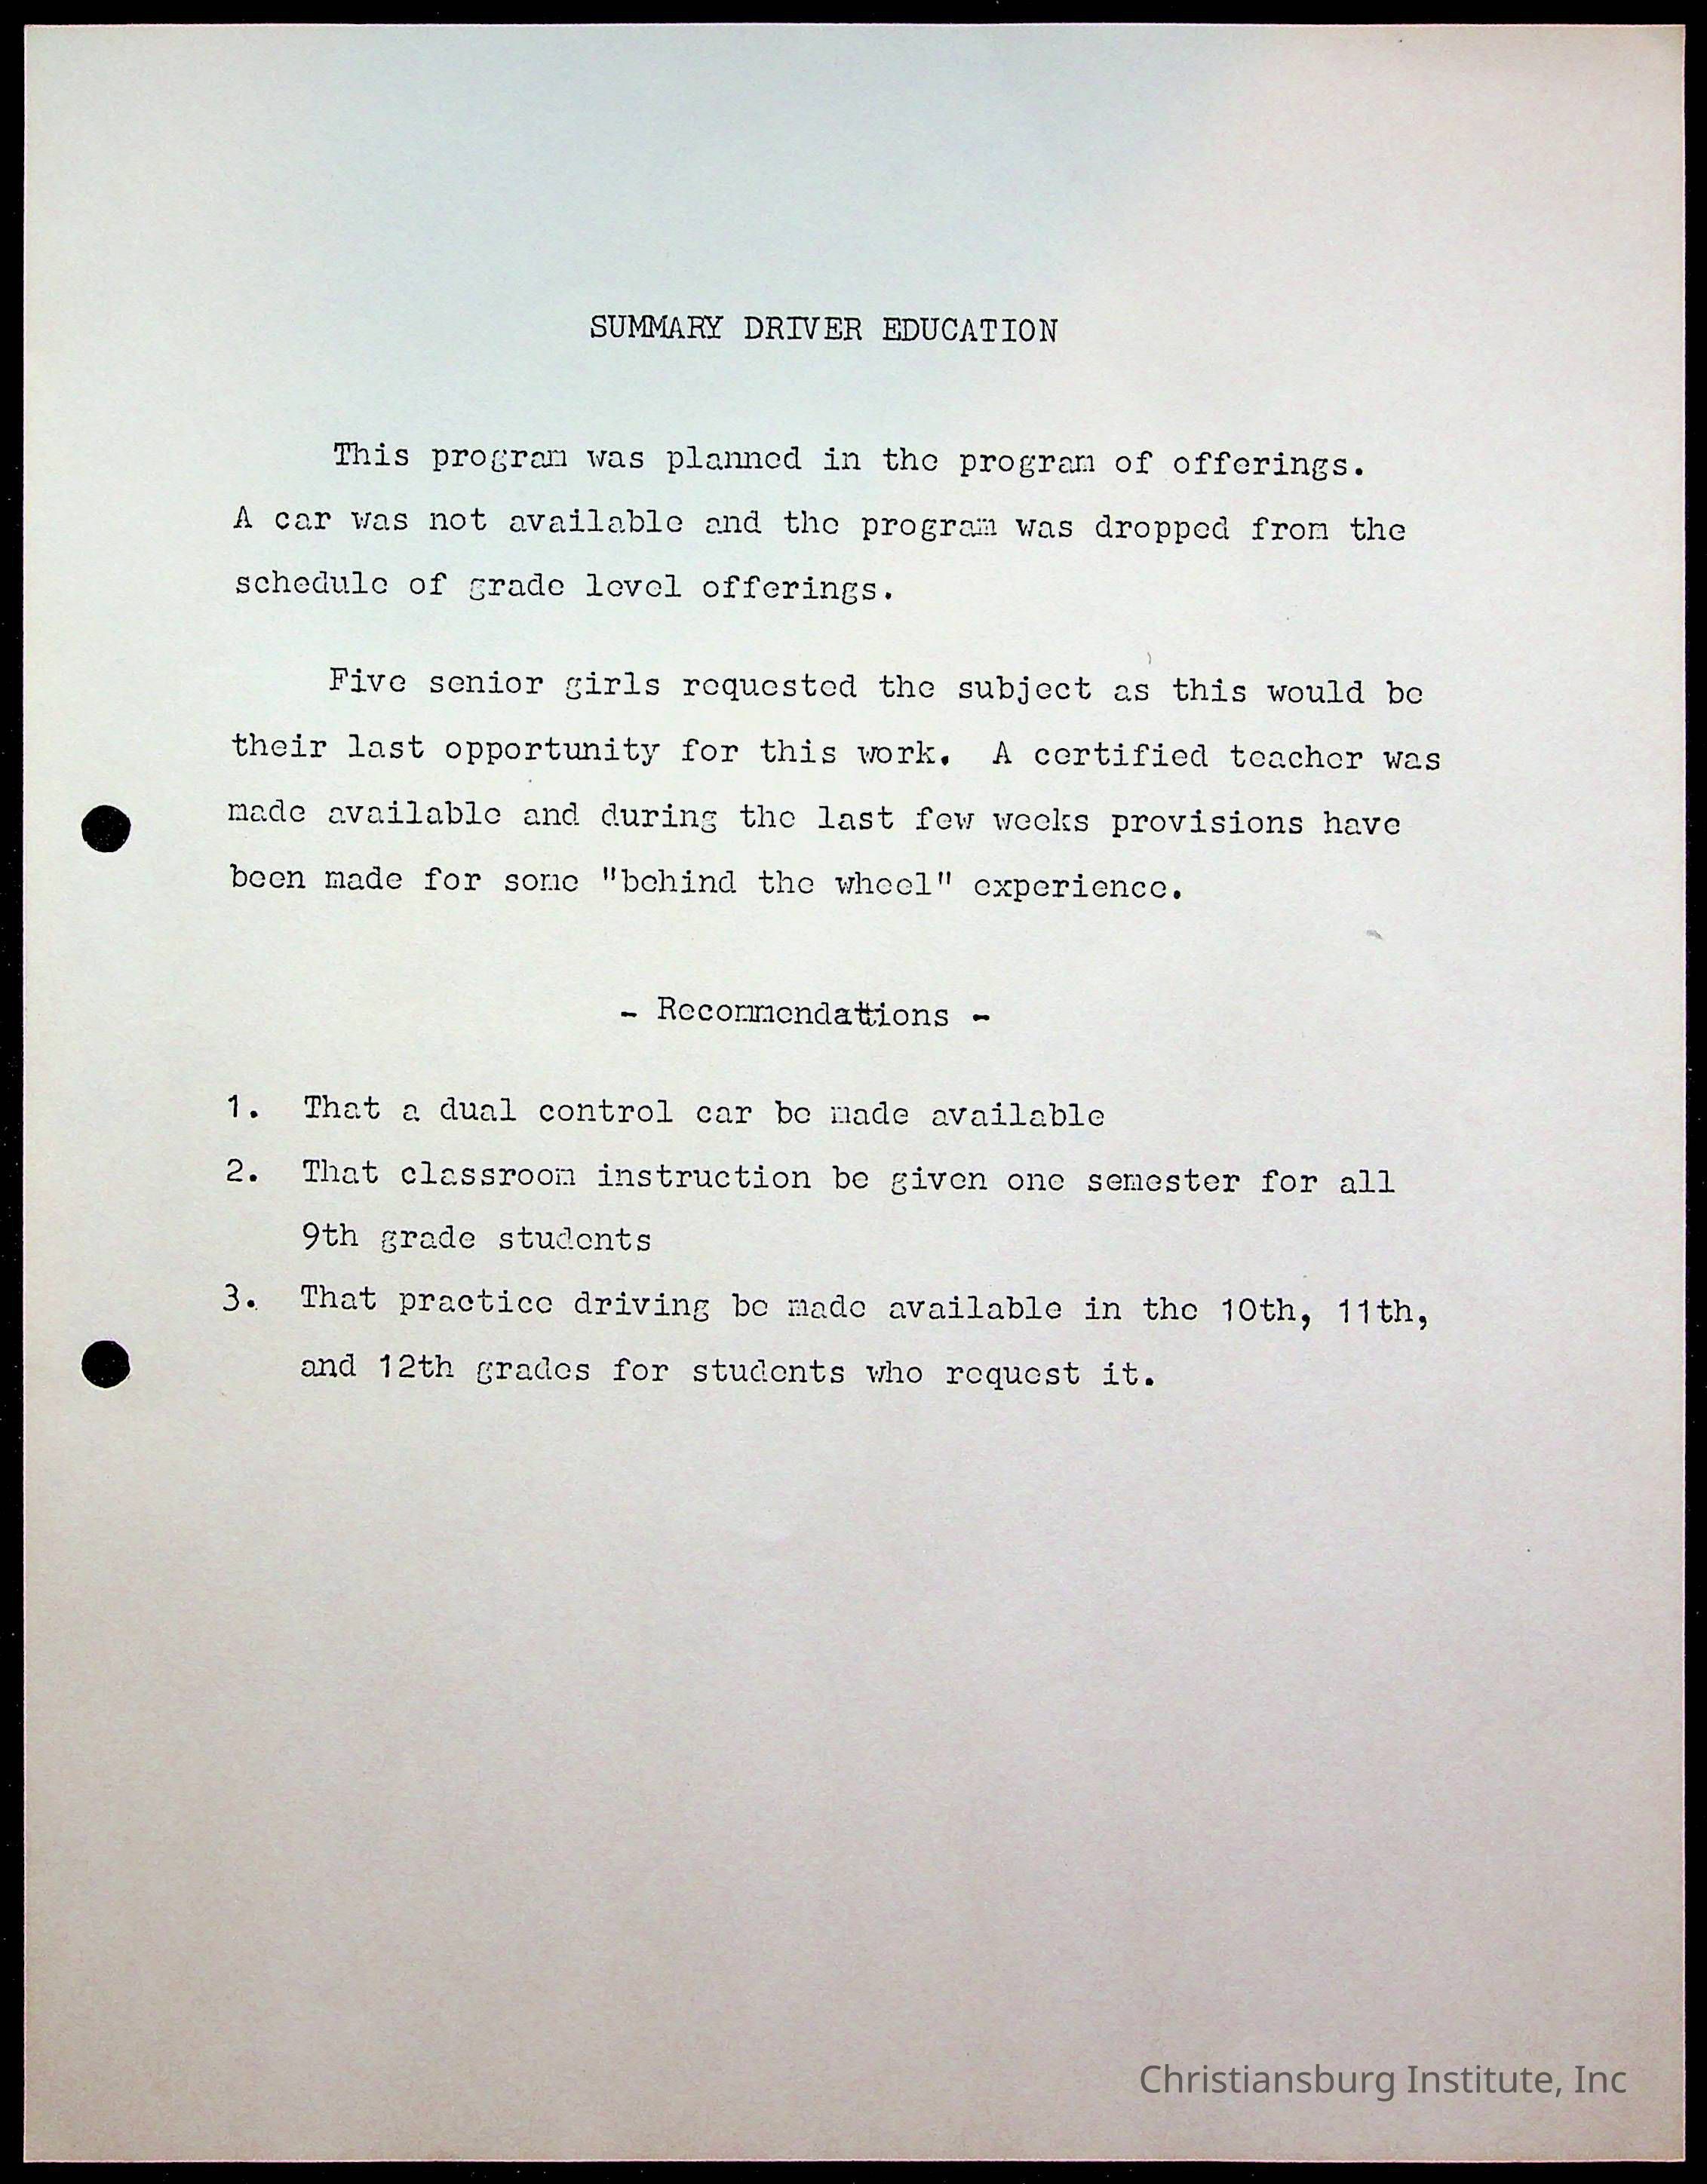 SUMMARY DRIVER EDUCATION
This program was planned in the program of offerings.
A car was not available and the program was dropped from the
schedule of grade level offerings.
Five senior girls requested the subject as this would be
their last opportunity for this work. A certified teacher was
made available and during the last few weeks provisions have
been made for some "behind the wheel" experience.
- Recommendations -
1. That a dual control car be made available
2. That classroom instruction be given one semester for all
9th grade students
3. That practice driving be made available in the 10th, 11th,
and 12th grades for students who request it.
Christiansburg Institute, Inc